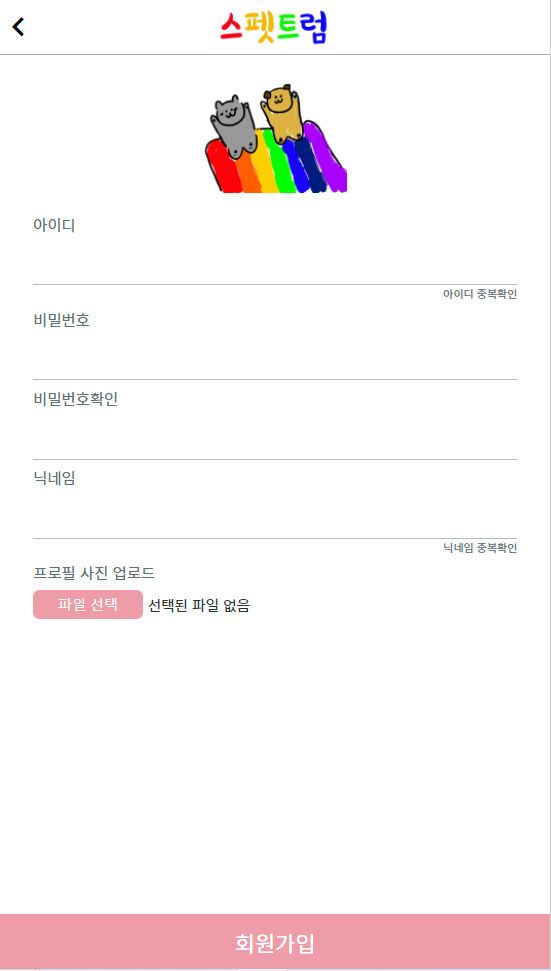 스펫트럼
아이디
아이디 중복확인
비밀번호
비밀번호확인
닉네임
닉네임 중복확인
프로필 사진 업로드
파일 선택 선택된 파일 없음
회원가입